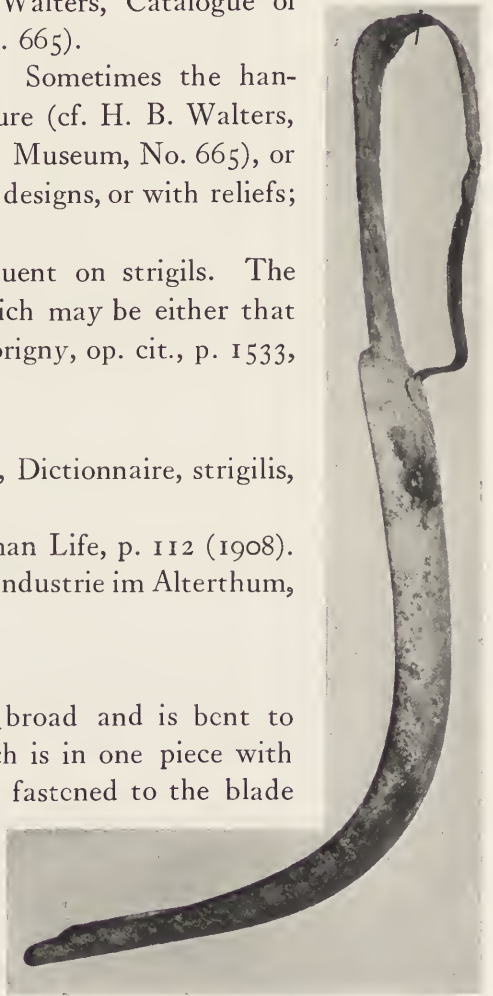 Walters, Catalogue of
. 665).
Sometimes the han-
ure (cf. H. B. Walters,
Museum, No. 665), or
designs, or with reliefs;
uent on strigils. The
ich may be either that
origny, op. cit., p. 1533,
, Dictionnaire, strigilis,
nan Life, p. 112 (1908).
ndustrie im Alterthum,
broad and is bent to
ch is in one piece with
fastened to the blade